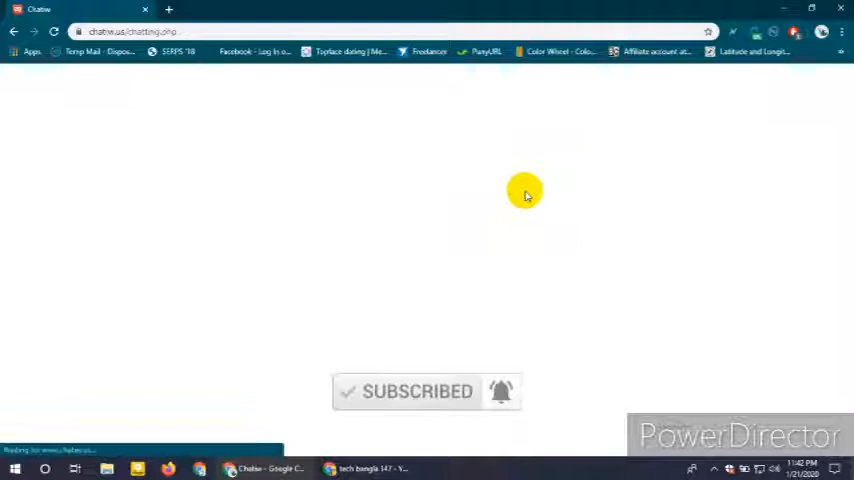 Chatiw
chatiw.us/chatting.php
Apps Temp Mail - Dispos... SERPS '18 Facebook - Log In o... Toplace dating | Me... Freelancer PunyURL Color Wheel - Colo... Affiliate account at... Latitude and Longit...
SUBSCRIBED
PowerDirector
Chatiw - Google C... tech bangla 147 - Y...
11:42 PM
1/21/2020